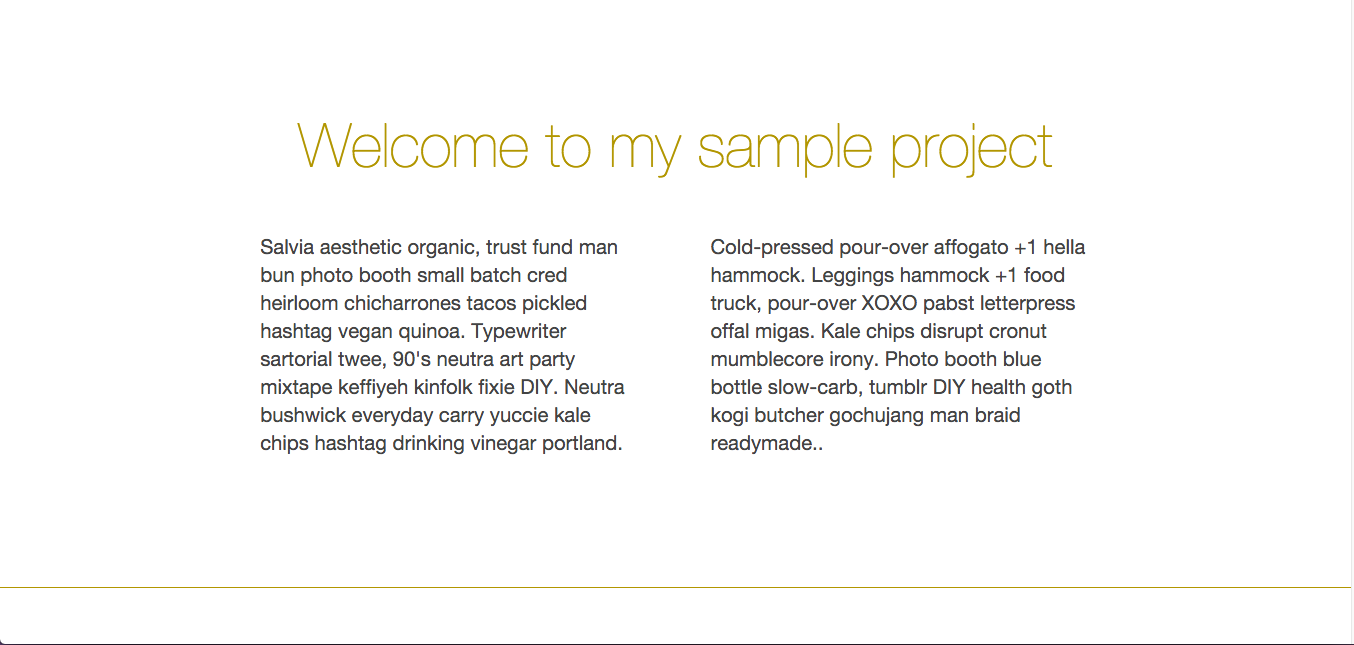 Welcome to my sample project
Salvia aesthetic organic, trust fund man
bun photo booth small batch cred
heirloom chicharrones tacos pickled
hashtag vegan quinoa. Typewriter
sartorial twee, 90's neutra art party
mixtape keffiyeh kinfolk fixie DIY. Neutra
bushwick everyday carry yuccie kale
chips hashtag drinking vinegar portland.
Cold-pressed pour-over affogato +1 hella
hammock. Leggings hammock +1 food
truck, pour-over XOXO pabst letterpress
offal migas. Kale chips disrupt cronut
mumblecore irony. Photo booth blue
bottle slow-carb, tumblr DIY health goth
kogi butcher gochujang man braid
readymade..